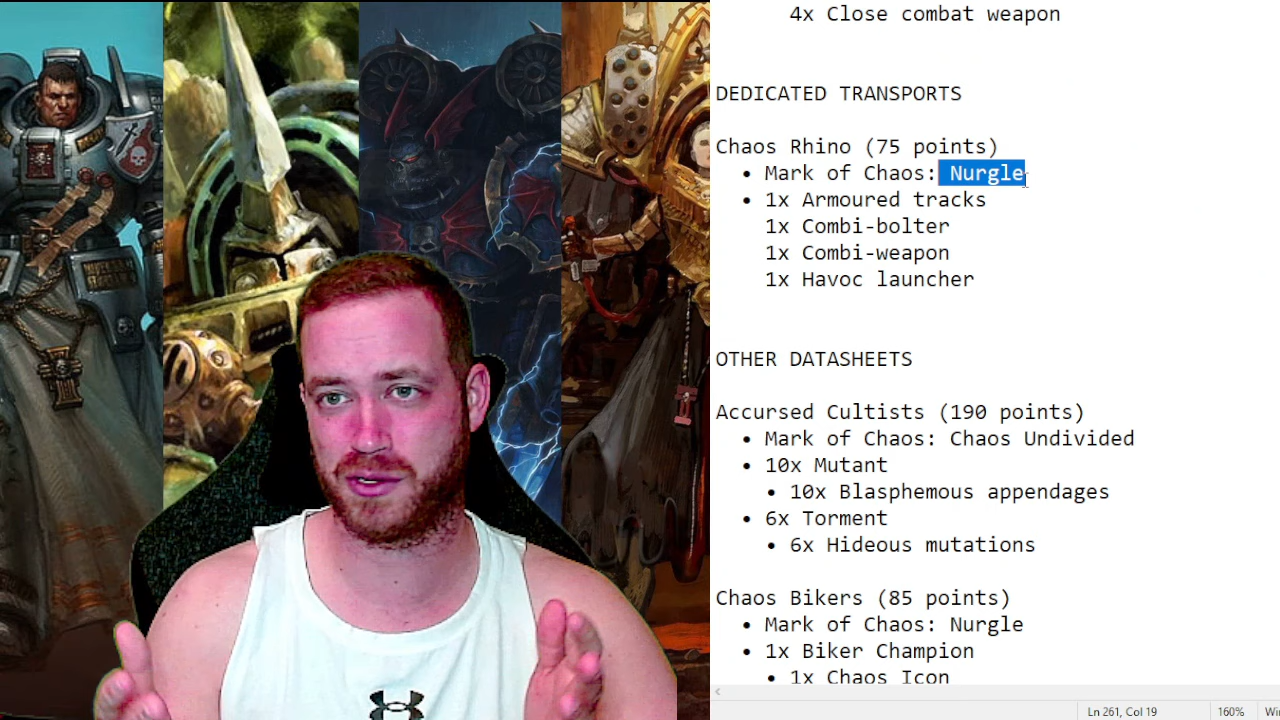 4x Close combat weapon
DEDICATED TRANSPORTS
Chaos Rhino (75 points)
• Mark of Chaos: Nurgle
• 1x Armoured tracks
1x Combi-bolter
1x Combi-weapon
1x Havoc launcher
OTHER DATASHEETS
Accursed Cultists (190 points)
• Mark of Chaos: Chaos Undivided
• 10x Mutant
• 10x Blasphemous appendages
• 6x Torment
• 6x Hideous mutations
Chaos Bikers (85 points)
• Mark of Chaos: Nurgle
• 1x Biker Champion
• 1x Chaos Icon
Ln 261, Col 19
160%
Win